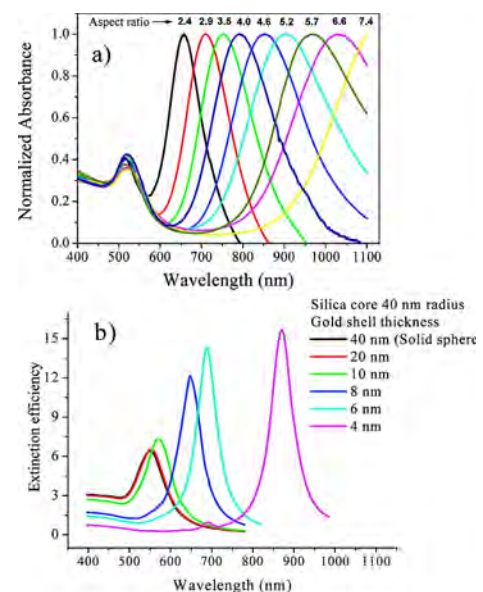 Aspect ratio → 2.4 2.9 3.5 4.0 4.6 5.2 5.7 6.6 7.4
a)
Normalized Absorbance
1.0
0.8
0.6
0.4
0.2
0.0
400 500 600 700 800 900 1000 1100
Wavelength (nm)
b)
Silica core 40 nm radius
Gold shell thickness
40 nm (Solid sphere
20 nm
10 nm
8 nm
6 nm
4 nm
Extinction efficiency
15
12
9
6
3
0
400 500 600 700 800 900 1000 1100
Wavelength (nm)